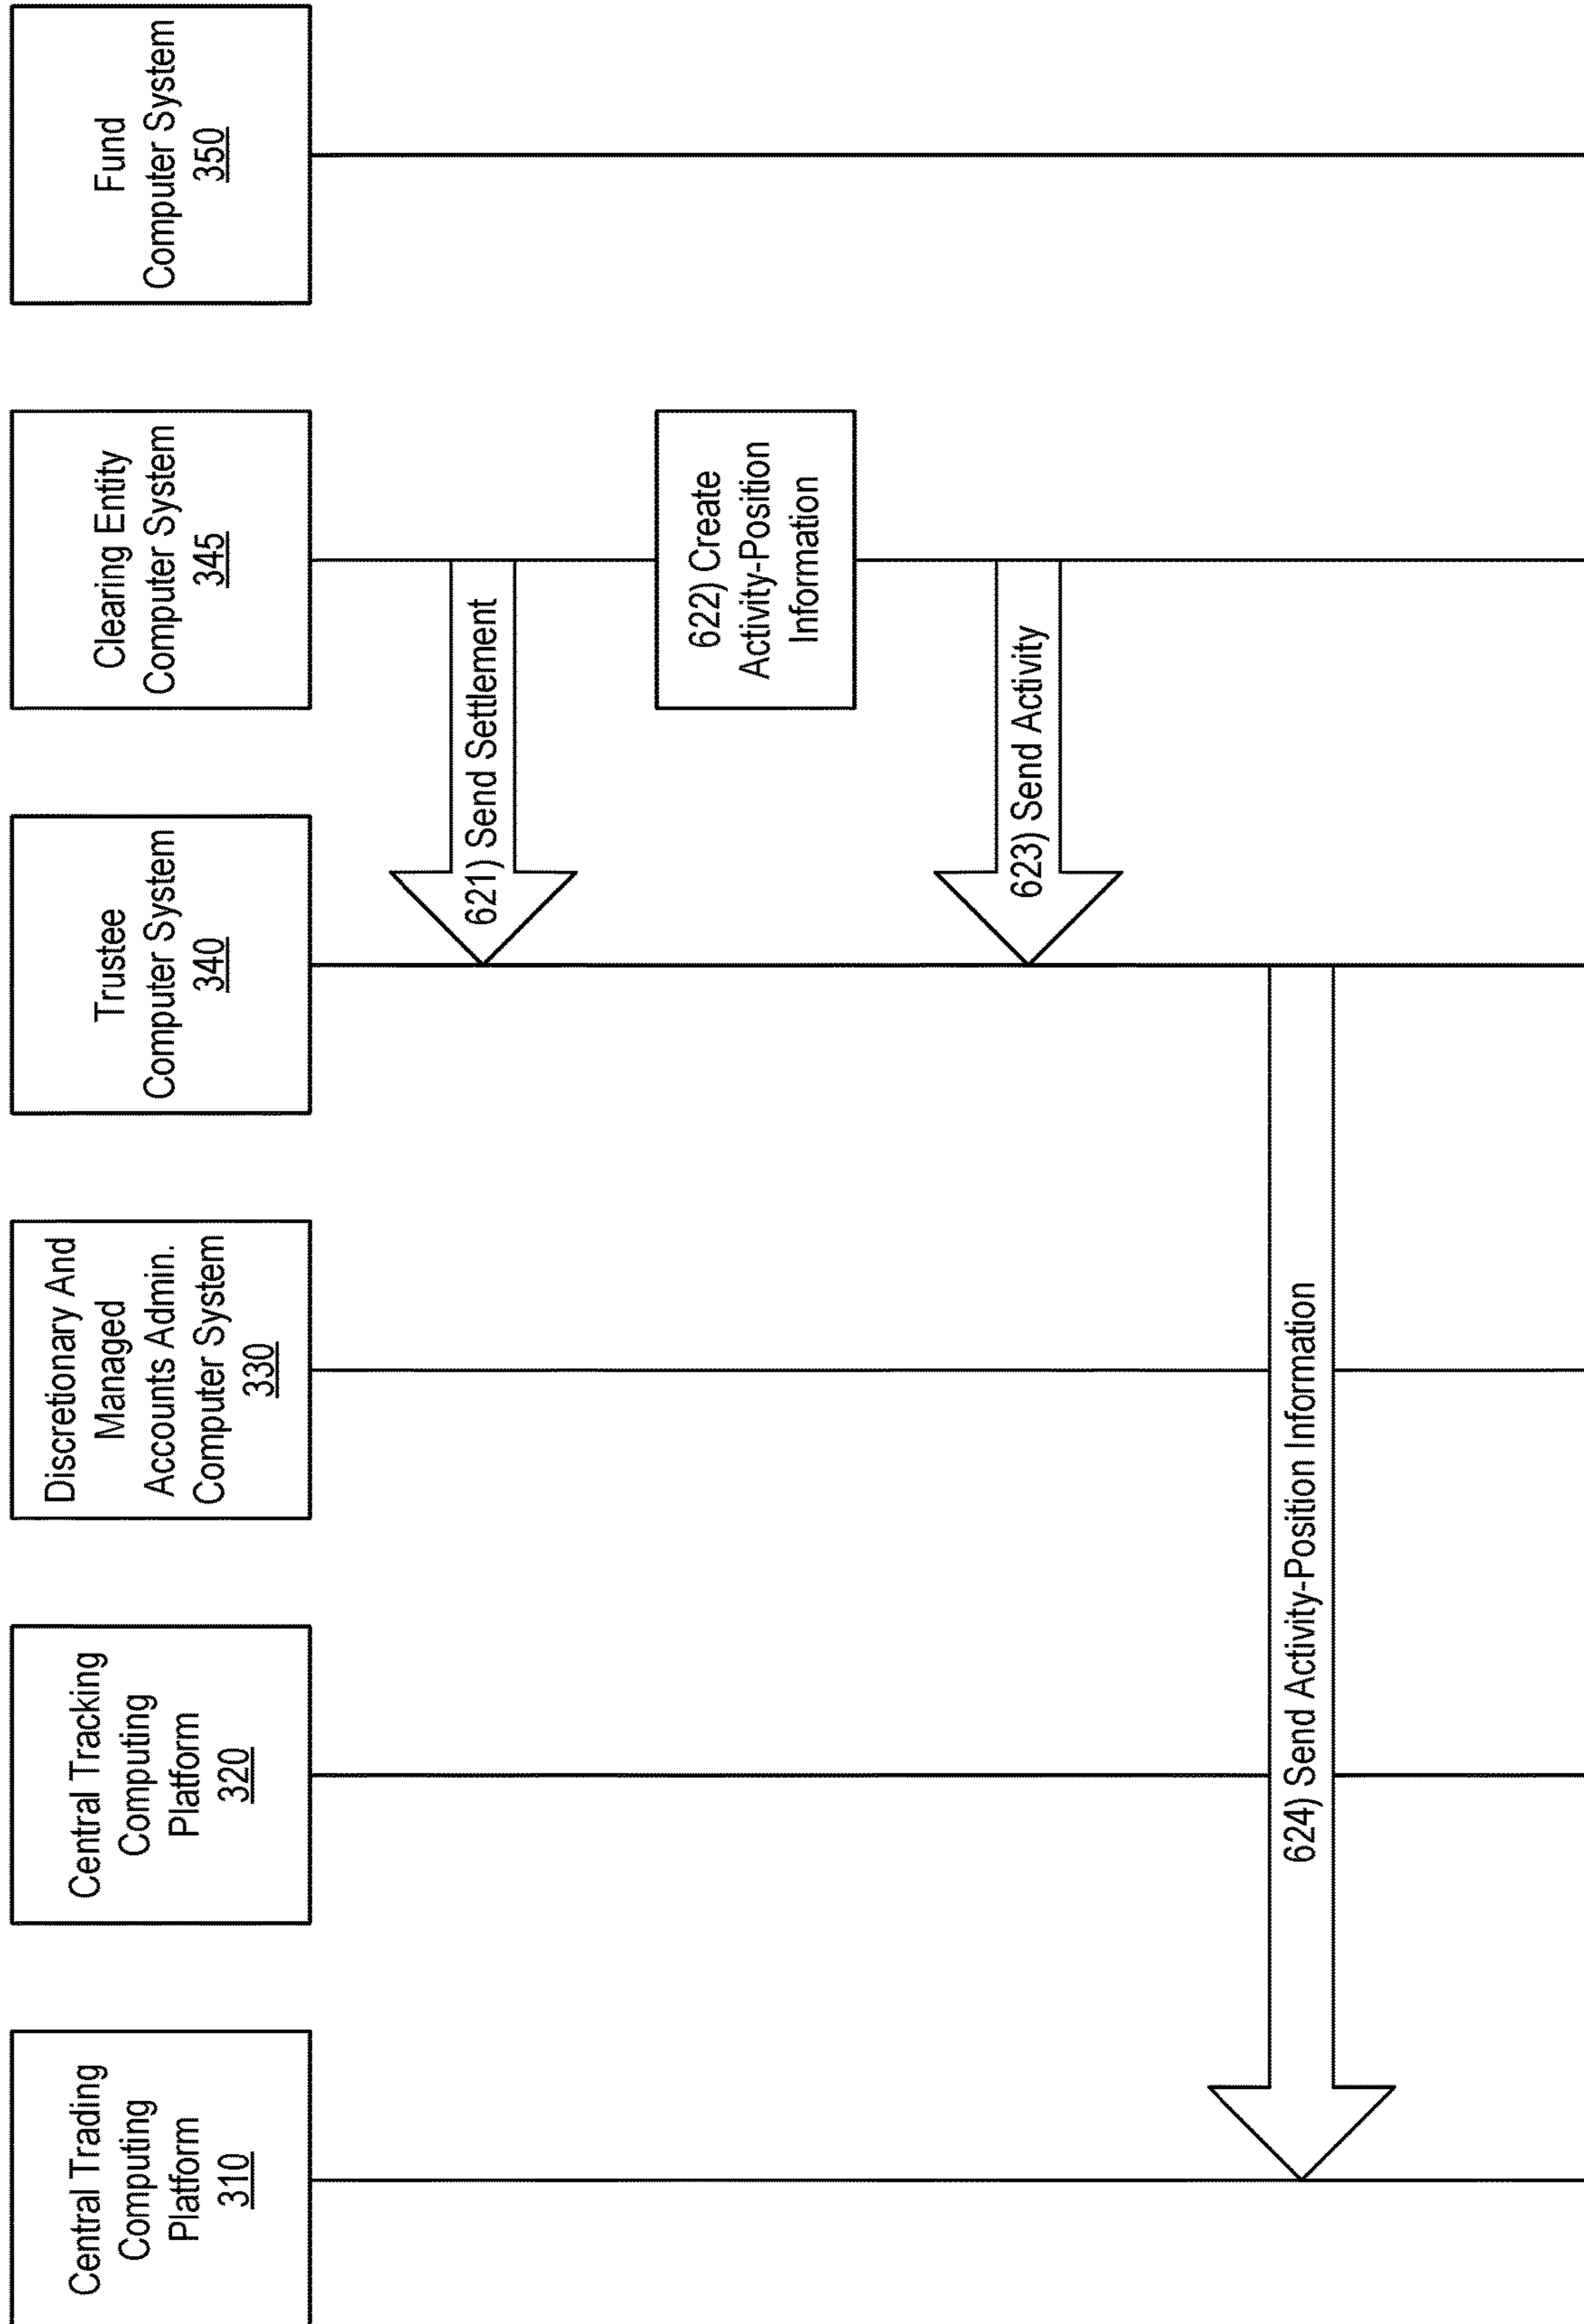 Central Trading
Computing
Platform
310
Central Tracking
Computing
Platform
320
Discretionary And
Managed
Accounts Admin.
Computer System
330
Trustee
Computer System
340
Clearing Entity
Computer System
345
Fund
Computer System
350
621) Send Settlement
622) Create
Activity-Position
Information
623) Send Activity
624) Send Activity-Position Information